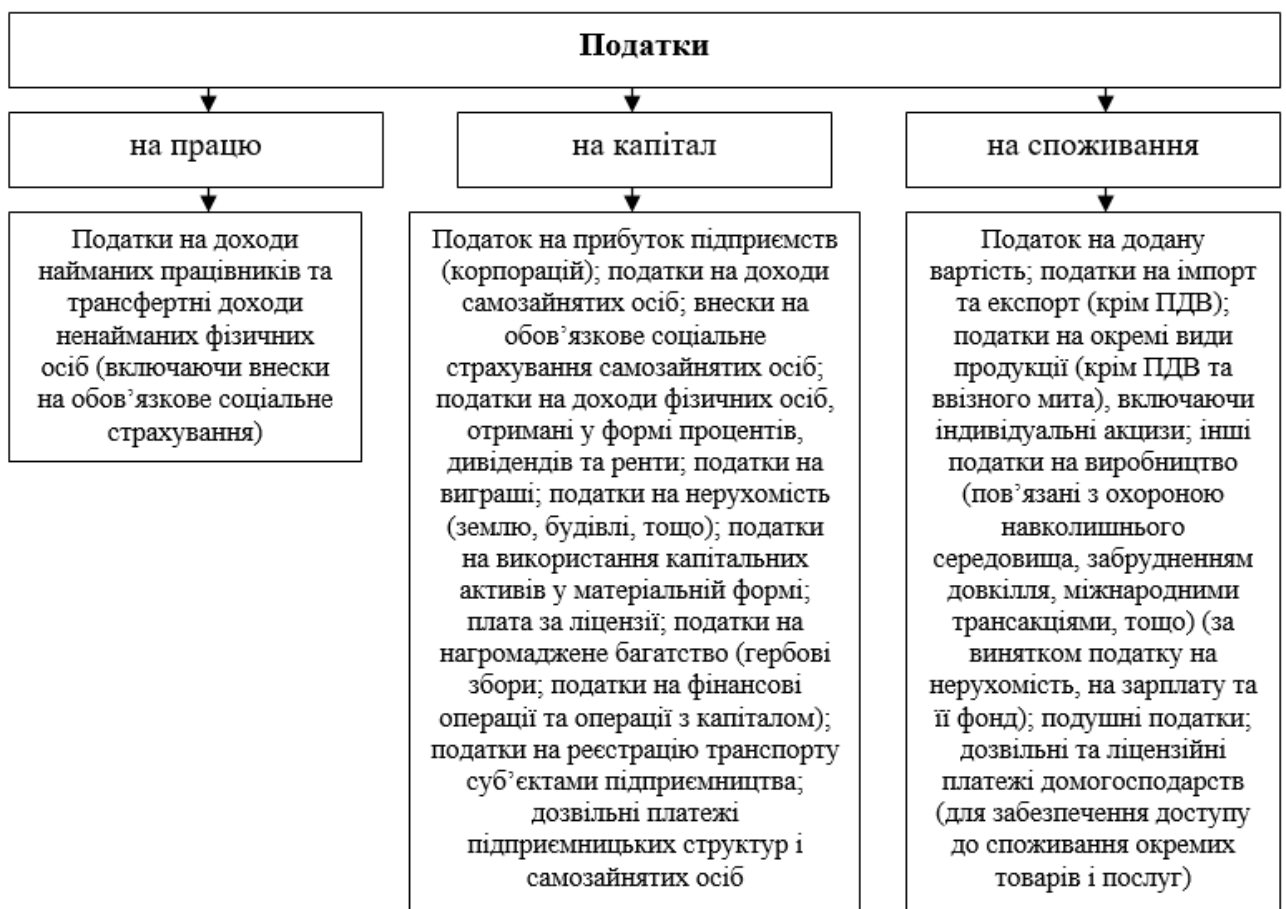 Податки
на працю
на капітал
на споживання
Податки на доходи
найманих працівників та
трансфертні доходи
ненайманих фізичних
осіб (включаючи внески
на обов’язкове соціальне
страхування)
Податок на прибуток підприємств
(корпорацій); податки на доходи
самозайнятих осіб; внески на
обов’язкове соціальне
страхування самозайнятих осіб;
податки на доходи фізичних осіб,
отримані у формі процентів,
дивідендів та ренти; податки на
виграші; податки на нерухомість
(землю, будівлі, тощо); податки
на використання капітальних
активів у матеріальній формі;
плата за ліцензії; податки на
нагромаджене багатство (гербові
збори; податки на фінансові
операції та операції з капіталом);
податки на реєстрацію транспорту
суб’єктами підприємництва;
дозвільні платежі
підприємницьких структур і
самозайнятих осіб
Податок на додану
вартість; податки на імпорт
та експорт (крім ПДВ);
податки на окремі види
продукції (крім ПДВ та
ввізного мита), включаючи
індивідуальні акцизи; інші
податки на виробництво
(пов’язані з охороною
навколишнього
середовища, забрудненням
довкілля, міжнародними
трансакціями, тощо) (за
винятком податку на
нерухомість, на зарплату та
її фонд); подушні податки;
дозвільні та ліцензійні
платежі домогосподарств
(для забезпечення доступу
до споживання окремих
товарів і послуг)